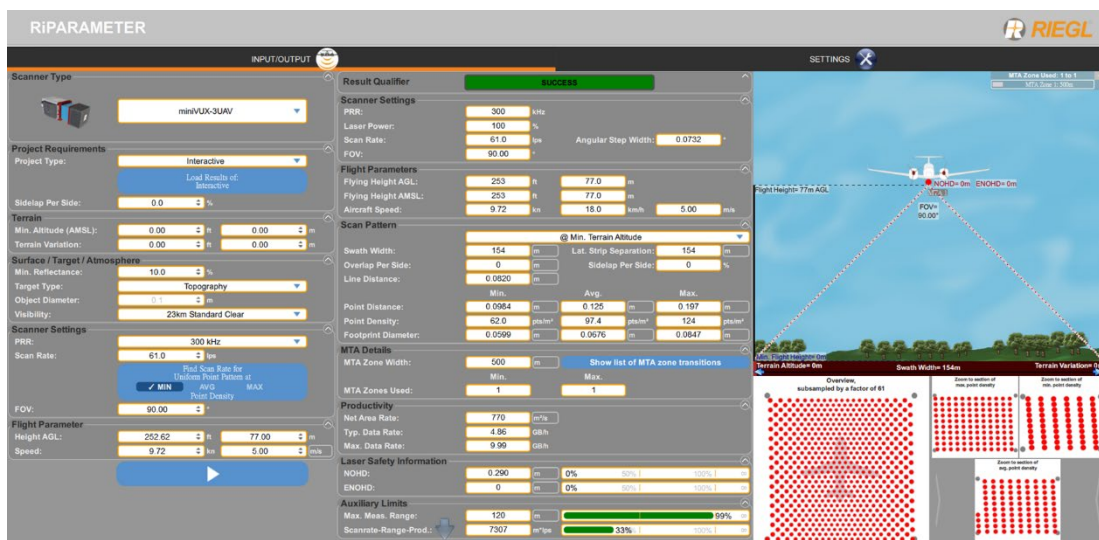 RiPARAMETER
RIEGL
INPUT/OUTPUT
SETTINGS
Scanner Type
miniVUX-3UAV
Project Requirements
Project Type: Interactive
Load Results of:
Interactive
Sidelap Per Side: 0.0 %
Terrain
Min. Altitude (AMSL): 0.00 ft 0.00 m
Terrain Variation: 0.00 ft 0.00 m
Surface / Target / Atmosphere
Min. Reflectance: 10.0 %
Target Type: Topography
Object Diameter: 0.1 m
Visibility: 23km Standard Clear
Scanner Settings
PRR: 300 kHz
Scan Rate: 61.0 lps
Find Scan Rate for
Uniform Point Pattern at
✓ MIN AVG MAX
Point Density
FOV: 90.00 °
Flight Parameter
Height AGL: 252.62 ft 77.00 m
Speed: 9.72 kn 5.00 m/s
Result Qualifier SUCCESS
Scanner Settings
PRR: 300 kHz
Laser Power: 100 %
Scan Rate: 61.0 lps Angular Step Width: 0.0732 °
FOV: 90.00 °
Flight Parameters
Flying Height AGL: 253 ft 77.0 m
Flying Height AMSL: 253 ft 77.0 m
Aircraft Speed: 9.72 kn 18.0 km/h 5.00 m/s
Scan Pattern
@ Min. Terrain Altitude
Swath Width: 154 m Lat. Strip Separation: 154 m
Overlap Per Side: 0 m Sidelap Per Side: 0 %
Line Distance: 0.0820 m
Min. Avg. Max.
Point Distance: 0.0984 m 0.125 m 0.197 m
Point Density: 62.0 pts/m² 97.4 pts/m² 124 pts/m²
Footprint Diameter: 0.0599 m 0.0676 m 0.0847 m
MTA Details
MTA Zone Width: 500 m Show list of MTA zone transitions
Min. Max.
MTA Zones Used: 1 1
Productivity
Net Area Rate: 770 m²/s
Typ. Data Rate: 4.86 GB/h
Max. Data Rate: 9.99 GB/h
Laser Safety Information
NOHD: 0.290 m 0% 50% 100% m
ENOHD: 0 m 0% 50% 100% m
Auxiliary Limits
Max. Meas. Range: 120 m 99% m
Scanrate-Range-Prod.: 7307 m*lps 33% 100% m
MTA Zone Used: 1 to 1
MTA Zone 1: 500m
NOHD= 0m ENOHD= 0m
Flight Height= 77m AGL
FOV=
90.00°
Min. Flight Height= 0m
Terrain Altitude= 0m Swath Width= 154m Terrain Variation= 0
Overview,
subsampled by a factor of 61
Zoom to section of
max. point density
Zoom to section of
min. point density
Zoom to section of
avg. point density